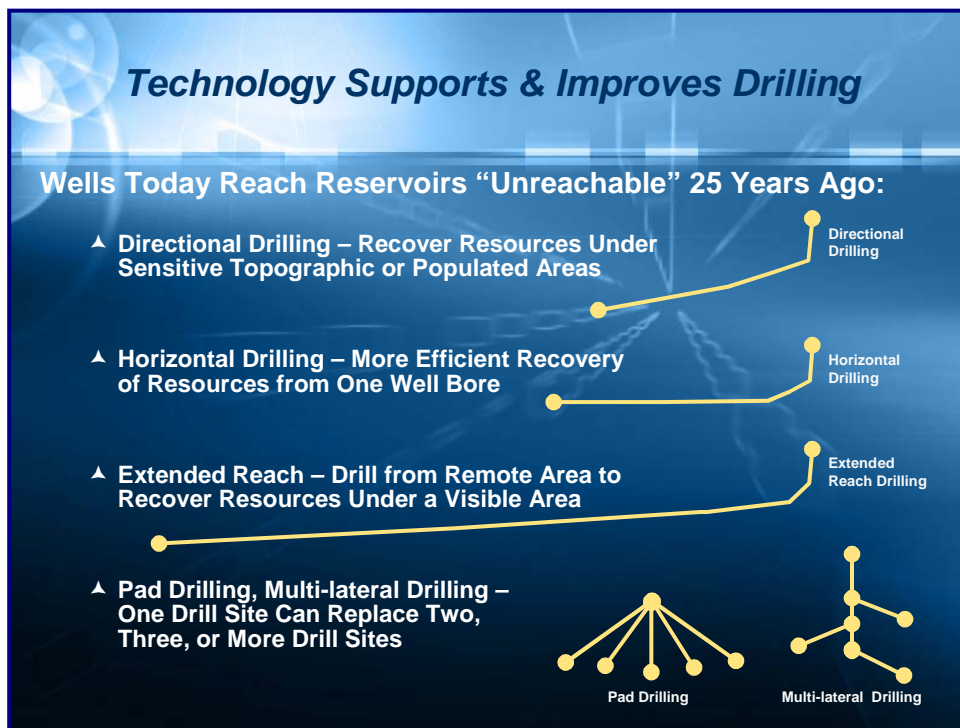 Technology Supports & Improves Drilling
Wells Today Reach Reservoirs “Unreachable” 25 Years Ago:
Directional Drilling – Recover Resources Under
Sensitive Topographic or Populated Areas
Directional
Drilling
Horizontal Drilling – More Efficient Recovery
of Resources from One Well Bore
Horizontal
Drilling
Extended Reach – Drill from Remote Area to
Recover Resources Under a Visible Area
Extended
Reach Drilling
Pad Drilling, Multi-lateral Drilling –
One Drill Site Can Replace Two,
Three, or More Drill Sites
Pad Drilling
Multi-lateral Drilling